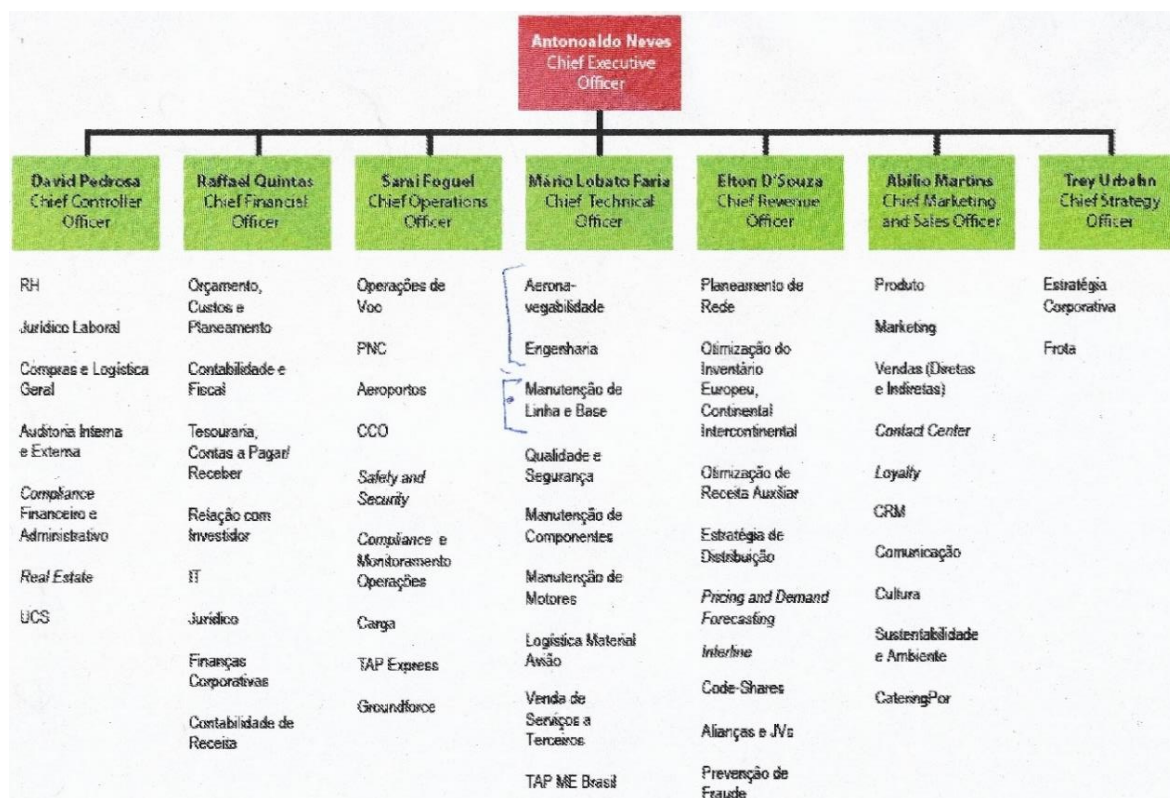 Antonoaldo Neves
Chief Executive
Officer
David Pedrosa
Chief Controller
Officer
Raffael Quintas
Chief Financial
Officer
Sami Foguel
Chief Operations
Officer
Mário Lobato Faria
Chief Technical
Officer
Elton D'Souza
Chief Revenue
Officer
Abílio Martins
Chief Marketing
and Sales Officer
Trey Urbahn
Chief Strategy
Officer
RH
Jurídico Laboral
Compras e Logística
Geral
Auditoria Interna
e Externa
Compliance
Financeiro e
Administrativo
Real Estate
UCS
Orçamento,
Custos e
Planeamento
Contabilidade e
Fiscal
Tesouraria,
Contas a Pagar/
Receber
Relação com
Investidor
IT
Jurídico
Finanças
Corporativas
Contabilidade de
Receita
Operações de
Voo
PNC
Aeroportos
CCO
Safety and
Security
Compliance e
Monitoramento
Operações
Carga
TAP Express
Groundforce
Aerona-
vegabilidade
Engenharia
Manutenção de
Linha e Base
Qualidade e
Segurança
Manutenção de
Componentes
Manutenção de
Motores
Logística Material
Avião
Venda de
Serviços a
Terceiros
TAP ME Brasil
Planeamento de
Rede
Otimização do
Inventário
Europeu,
Continental
Intercontinental
Otimização de
Receita Auxiliar
Estratégia de
Distribuição
Pricing and Demand
Forecasting
Interline
Code-Shares
Alianças e JVs
Prevenção de
Fraude
Produto
Marketing
Vendas (Diretas
e Indiretas)
Contact Center
Loyalty
CRM
Comunicação
Cultura
Sustentabilidade
e Ambiente
CateringPor
Estratégia
Corporativa
Frota